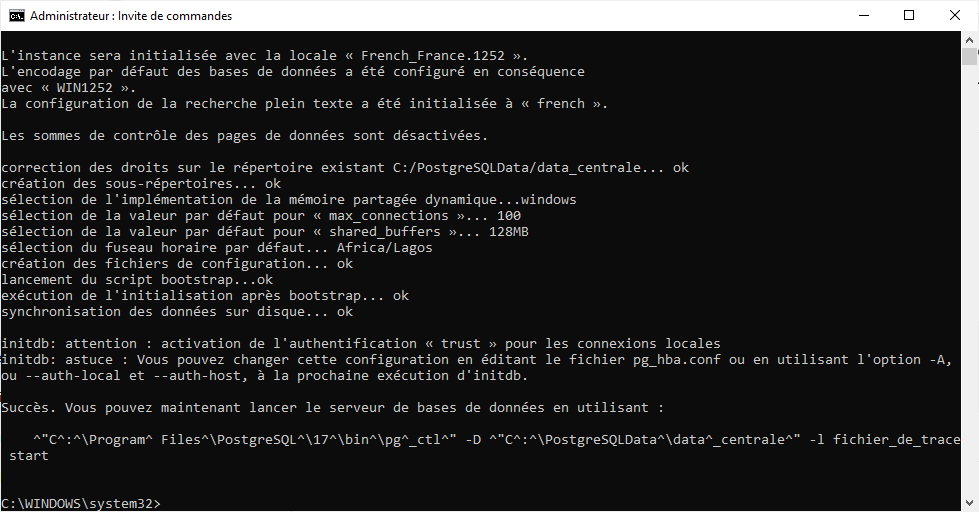 Administrateur : Invite de commandes
L'instance sera initialisée avec la locale « French_France.1252 ».
L'encodage par défaut des bases de données a été configuré en conséquence
avec « WIN1252 ».
La configuration de la recherche plein texte a été initialisée à « french ».
Les sommes de contrôle des pages de données sont désactivées.
correction des droits sur le répertoire existant C:/PostgreSQLData/data_centrale... ok
création des sous-répertoires... ok
sélection de l'implémentation de la mémoire partagée dynamique...windows
sélection de la valeur par défaut pour « max_connections »... 100
sélection de la valeur par défaut pour « shared_buffers »... 128MB
sélection du fuseau horaire par défaut... Africa/Lagos
création des fichiers de configuration... ok
lancement du script bootstrap...ok
exécution de l'initialisation après bootstrap... ok
synchronisation des données sur disque... ok
initdb: attention : activation de l'authentification « trust » pour les connexions locales
initdb: astuce : Vous pouvez changer cette configuration en éditant le fichier pg_hba.conf ou en utilisant l'option -A,
ou --auth-local et --auth-host, à la prochaine exécution d'initdb.
Succès. Vous pouvez maintenant lancer le serveur de bases de données en utilisant :
^"C^:^\Program^ Files^\PostgreSQL^\17^\bin^\pg^_ctl^" -D ^"C^:^\PostgreSQLData^\data^_centrale^" -l fichier_de_trace
start
C:\WINDOWS\system32>